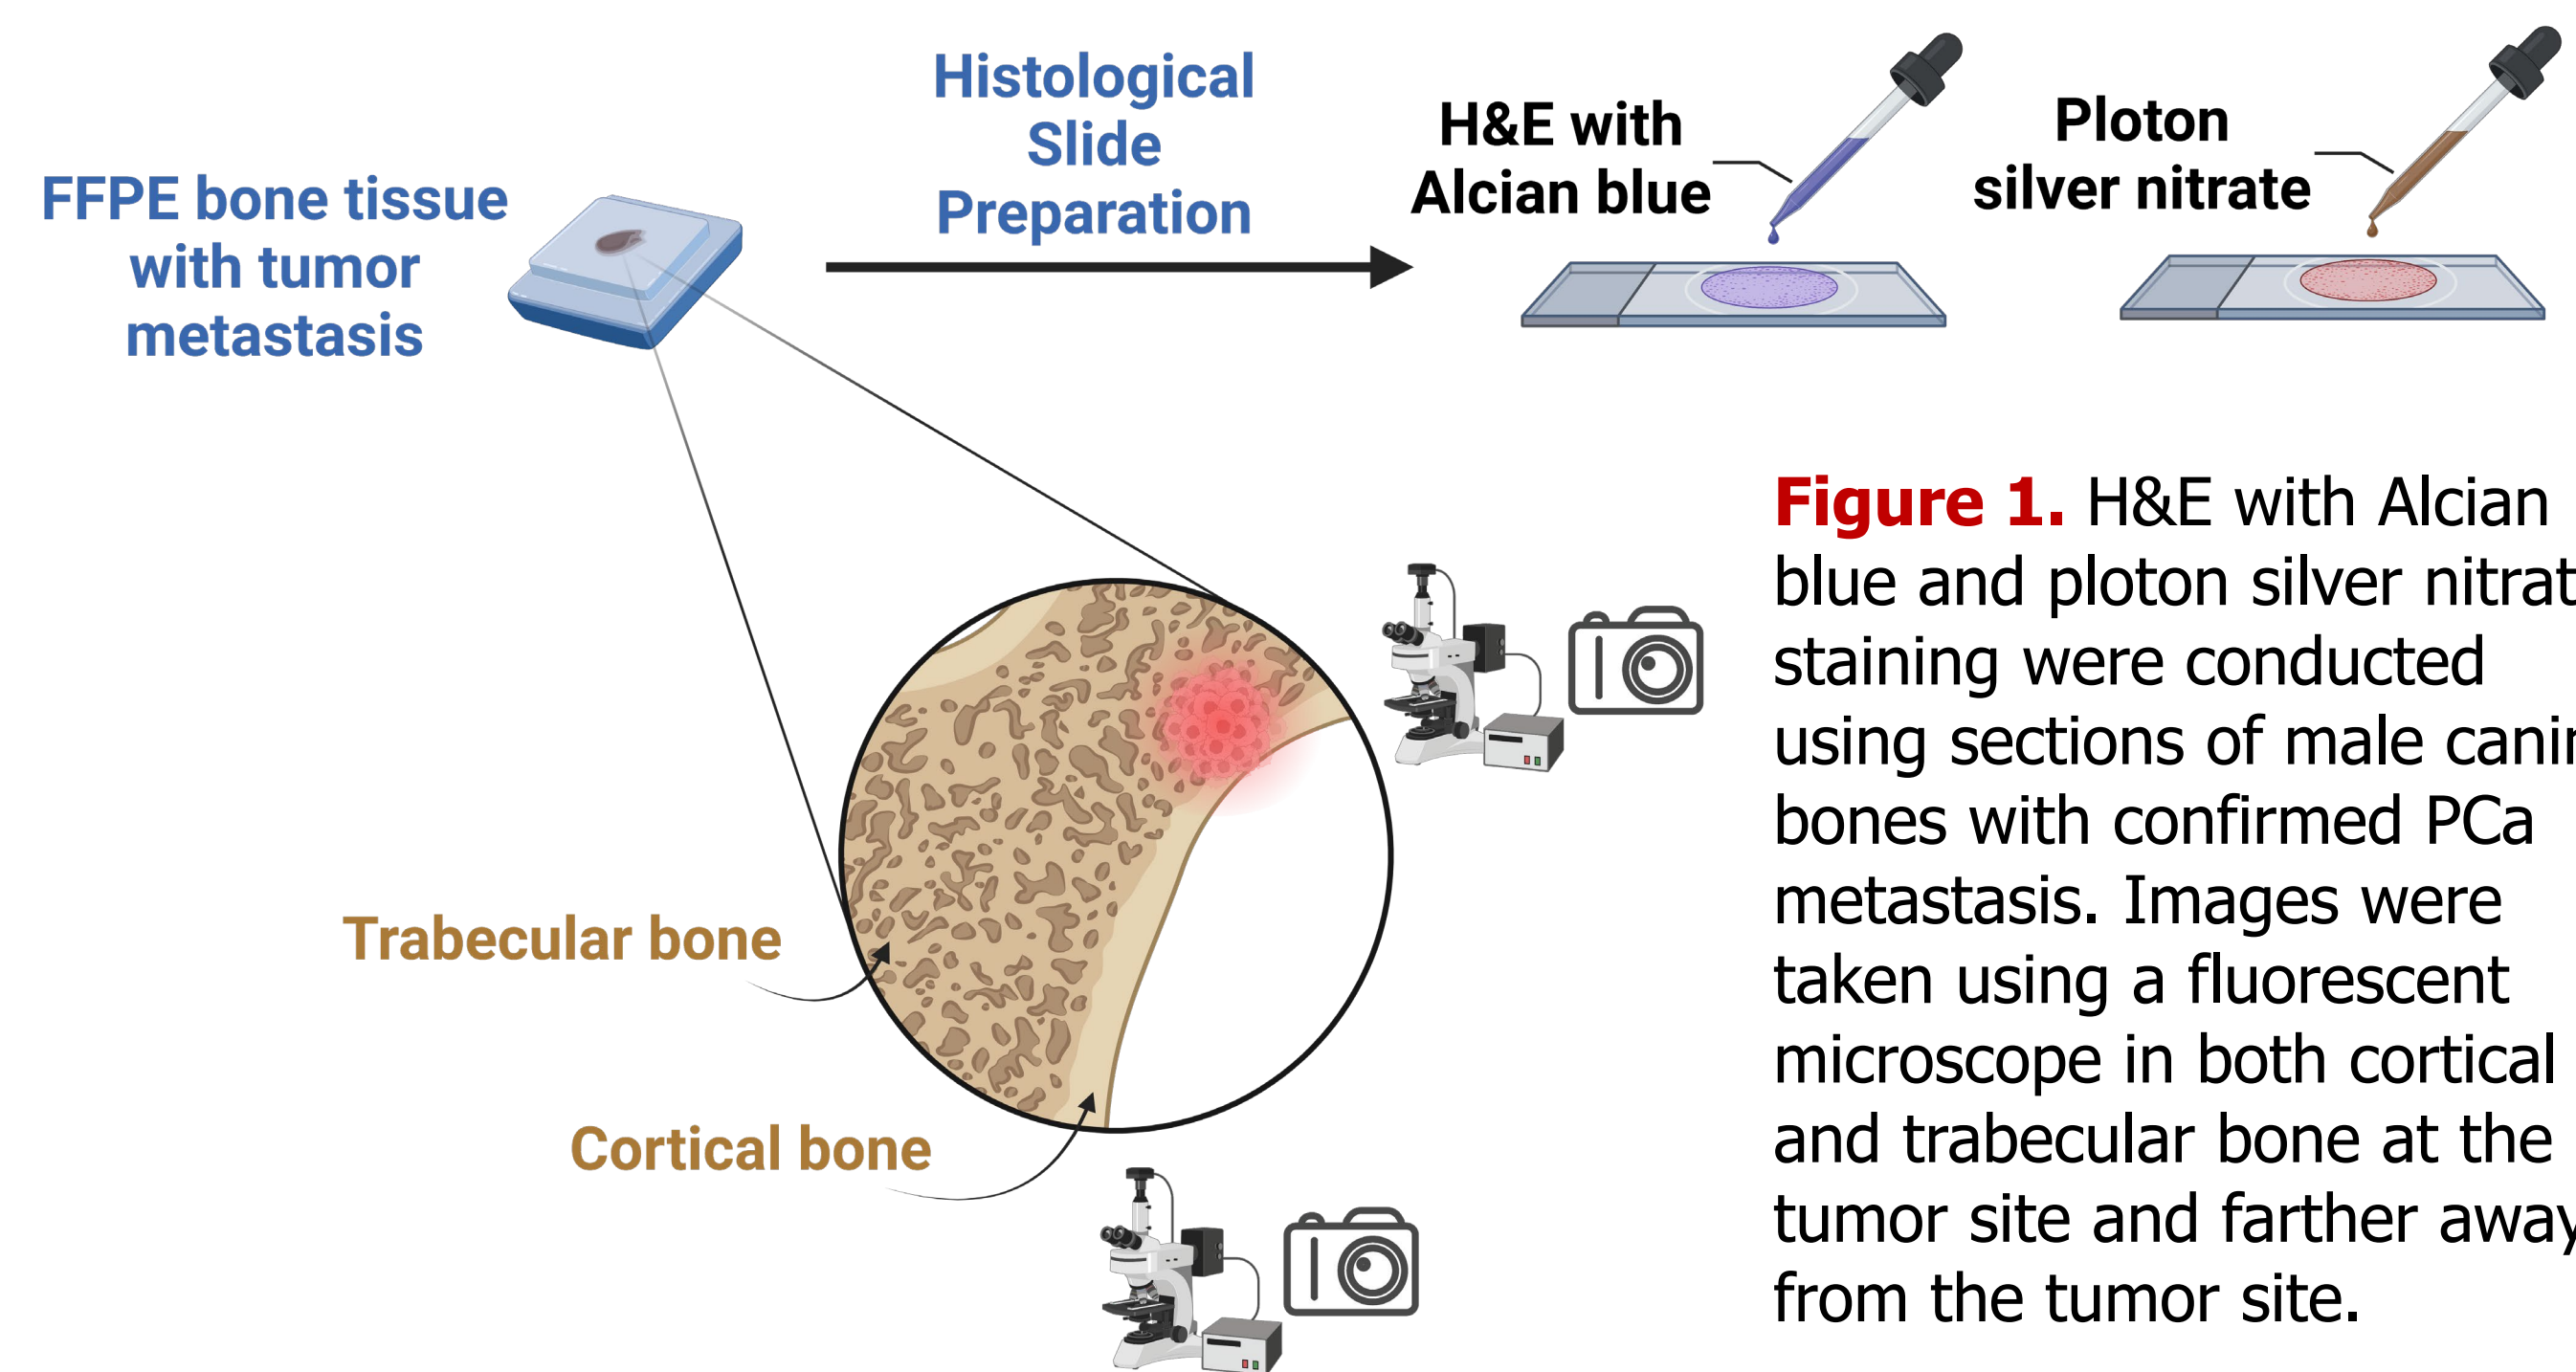 FFPE bone tissue
with tumor
metastasis
Histological
Slide
Preparation
H&E with
Alcian blue
Ploton
silver nitrate
Trabecular bone
Cortical bone
Figure 1. H&E with Alcian
blue and ploton silver nitrat
staining were conducted
using sections of male canin
bones with confirmed PCa
metastasis. Images were
taken using a fluorescent
microscope in both cortical
and trabecular bone at the
tumor site and farther away
from the tumor site.